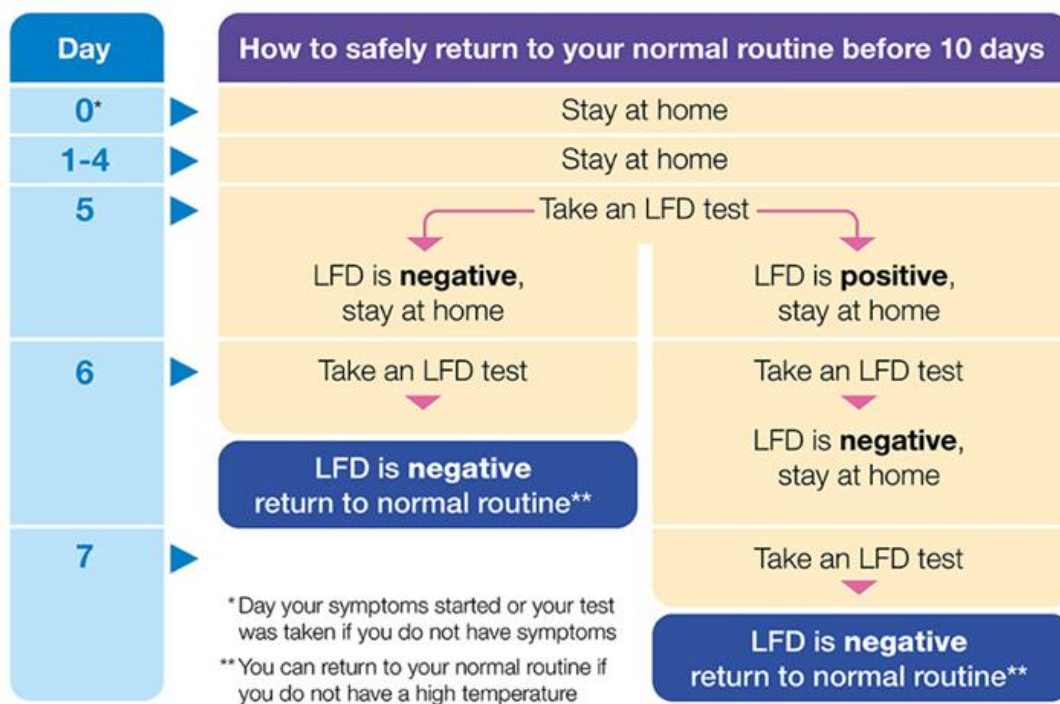 Day
How to safely return to your normal routine before 10 days
0*
Stay at home
1-4
Stay at home
5
Take an LFD test
LFD is negative,
stay at home
LFD is positive,
stay at home
6
Take an LFD test
LFD is negative
return to normal routine**
Take an LFD test
LFD is negative,
stay at home
7
Take an LFD test
LFD is negative
return to normal routine**
* Day your symptoms started or your test
was taken if you do not have symptoms
** You can return to your normal routine if
you do not have a high temperature